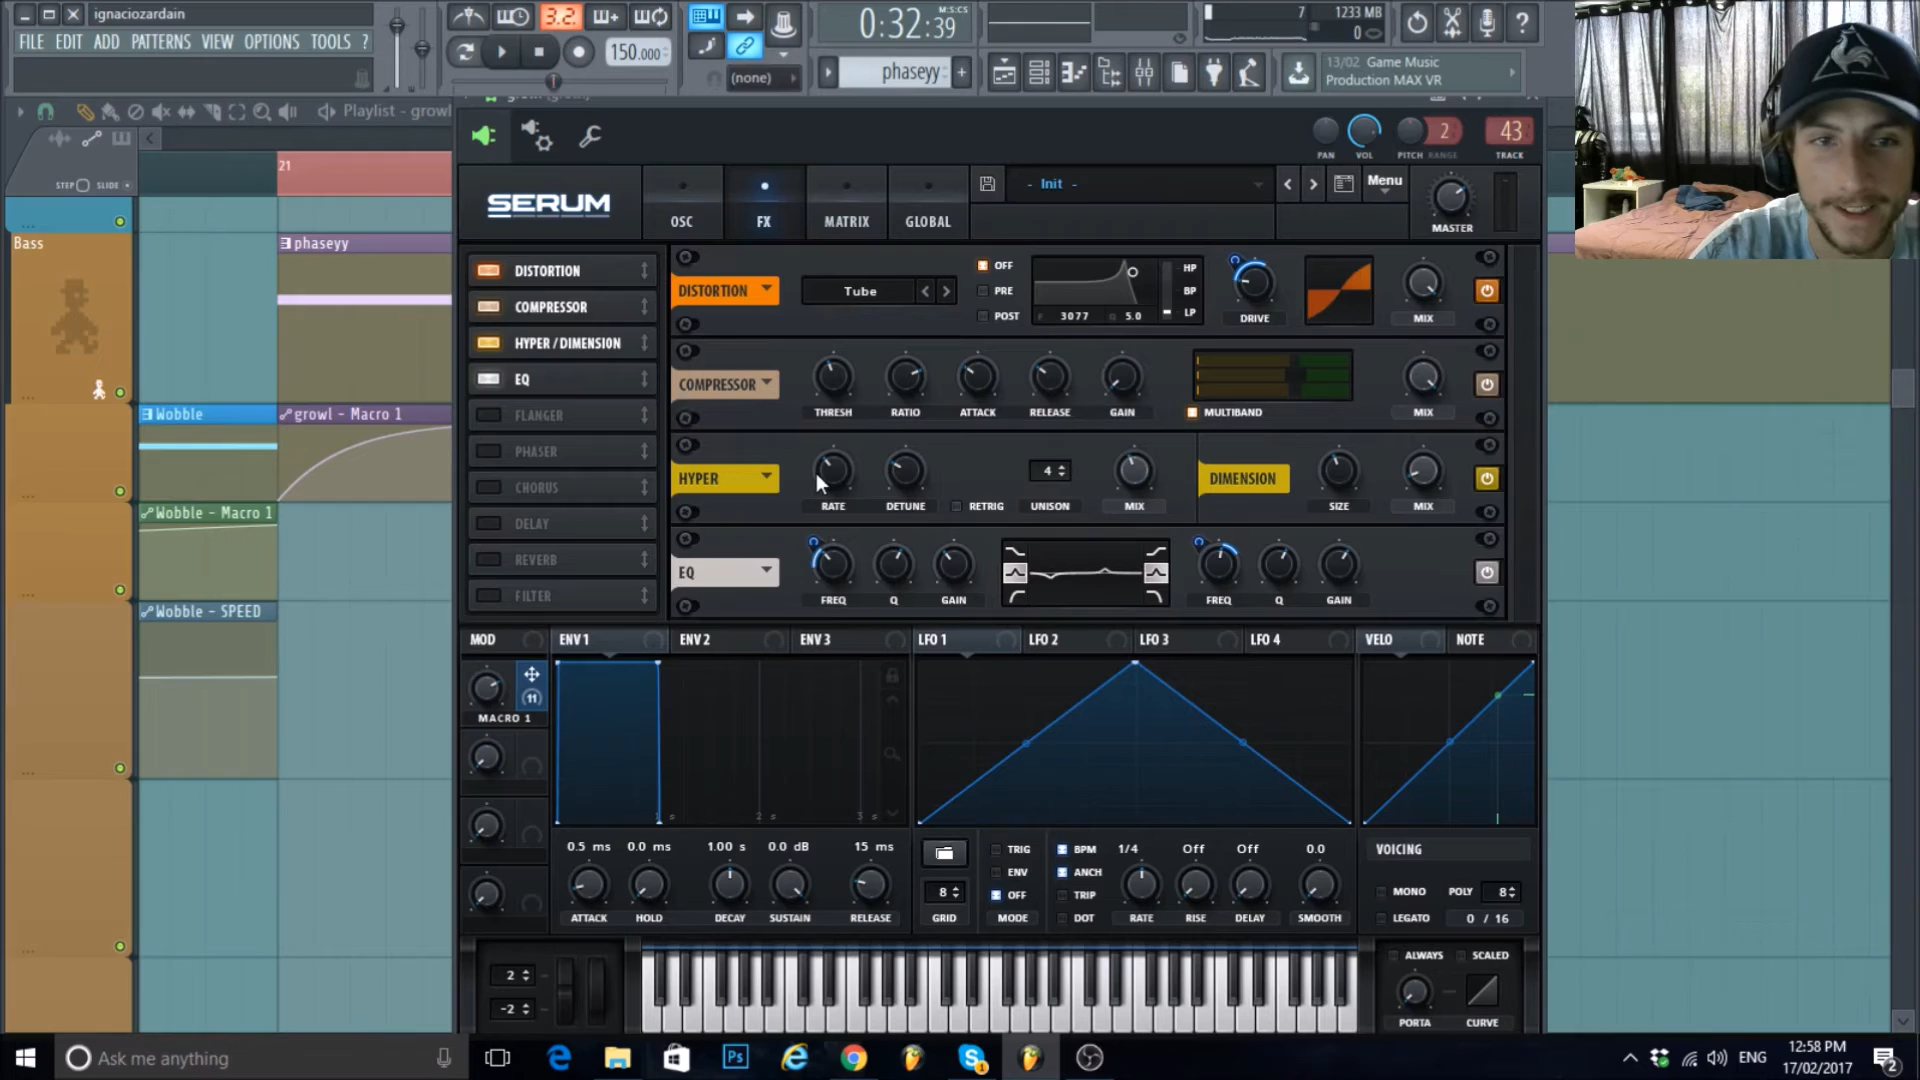 ignaciozardain
FILE EDIT ADD PATTERNS VIEW OPTIONS TOOLS ?
3.2.
150.000
(none)
0:32:39
M:S:CS
phaseyy
7
1233 MB
0
13/02 Game Music
Production MAX VR
Playlist - growl
STEP SLIDE
21
Bass
phaseyy
Wobble
growl - Macro 1
Wobble - Macro 1
Wobble - SPEED
PAN VOL PITCH RANGE TRACK
2
43
SERUM
OSC FX MATRIX GLOBAL
- Init -
Menu
MASTER
DISTORTION
COMPRESSOR
HYPER / DIMENSION
EQ
FLANGER
PHASER
CHORUS
DELAY
REVERB
FILTER
DISTORTION
Tube
OFF
PRE
POST
F 3077 Q 5.0
HP
BP
LP
DRIVE
MIX
COMPRESSOR
THRESH RATIO ATTACK RELEASE GAIN
MULTIBAND
MIX
HYPER
RATE DETUNE RETRIG
4
UNISON
MIX
DIMENSION
SIZE MIX
EQ
FREQ Q GAIN
FREQ Q GAIN
MOD ENV 1 ENV 2 ENV 3 LFO 1 LFO 2 LFO 3 LFO 4 VELO NOTE
11
MACRO 1
1 s 2 s 3 s
0.5 ms 0.0 ms 1.00 s 0.0 dB 15 ms
ATTACK HOLD DECAY SUSTAIN RELEASE
8
GRID
TRIG
ENV
OFF
MODE
BPM
ANCH
TRIP
DOT
1/4 Off Off 0.0
RATE RISE DELAY SMOOTH
VOICING
MONO POLY 8
LEGATO 0 / 16
2
-2
ALWAYS SCALED
PORTA CURVE
Ask me anything
ENG
12:58 PM
17/02/2017
2